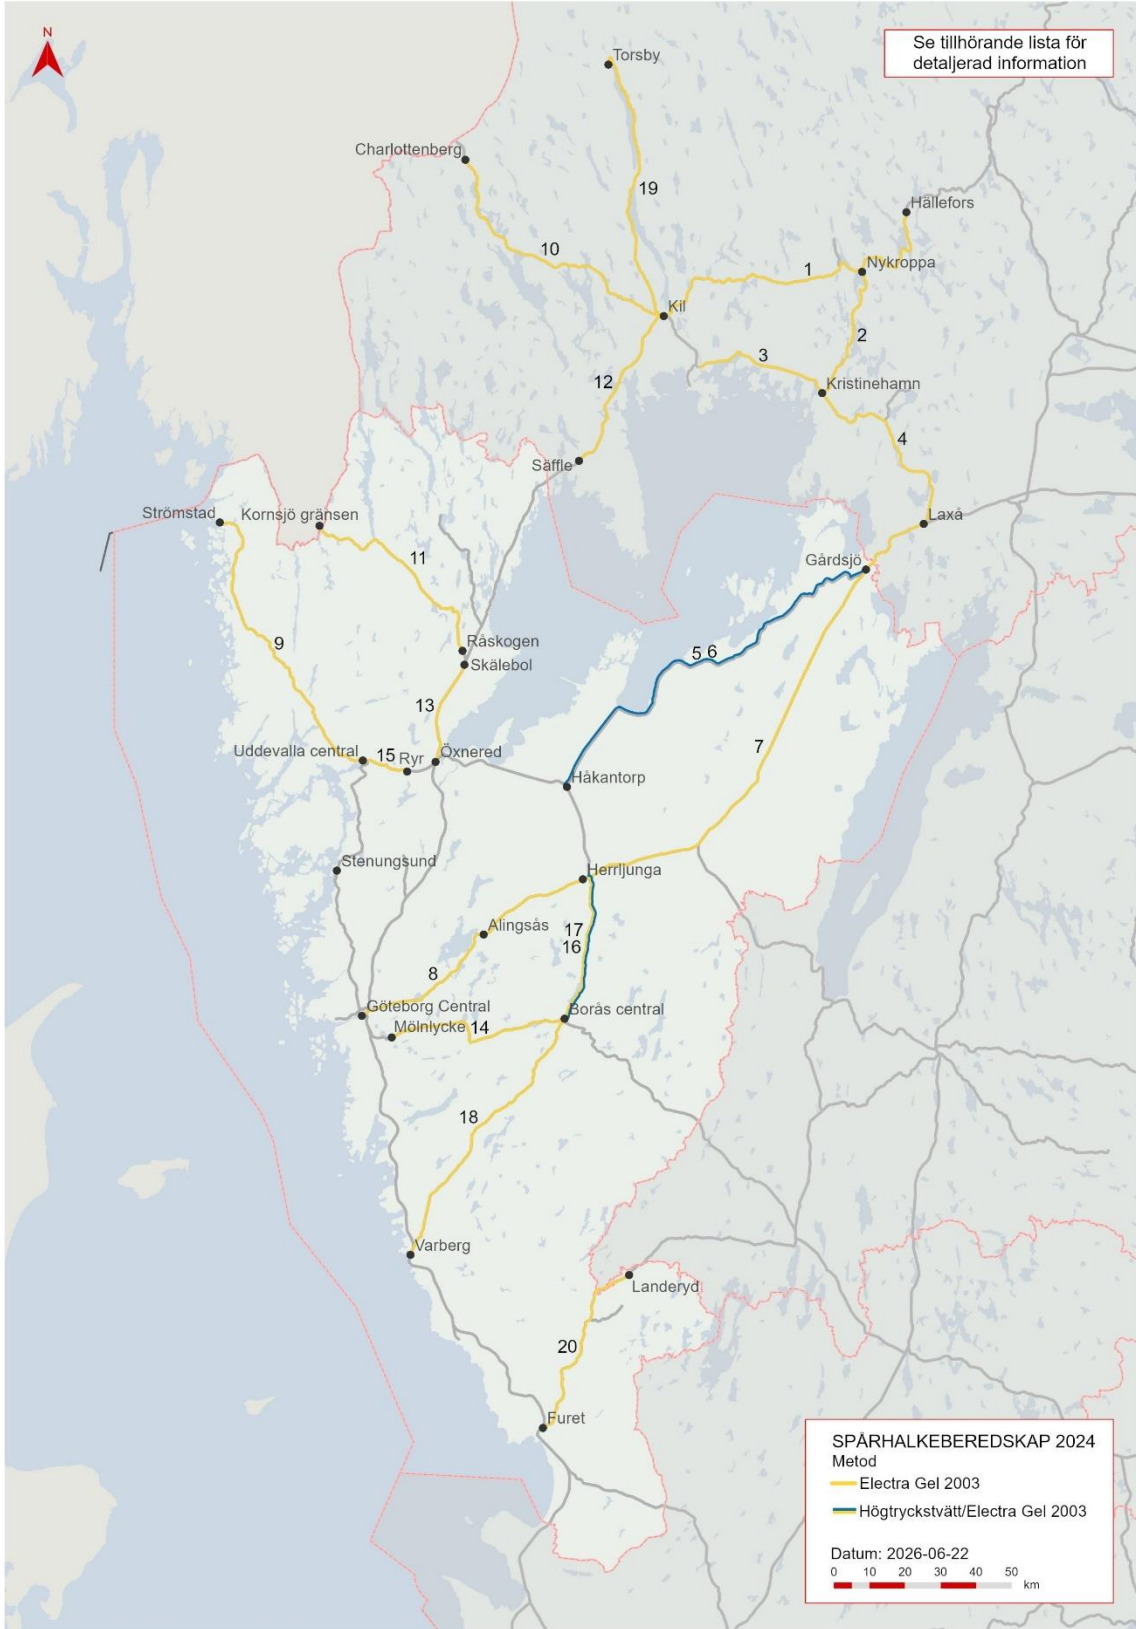 N
Se tillhörande lista för
detaljerad information
Torsby
Charlottenberg
19
Hällefors
10
1
Nykroppa
Kil
2
3
12
Kristinehamn
4
Säffle
Strömstad
Kornsjö gränsen
Laxå
11
Gårdsjö
9
Råskogen
5 6
Skälebol
13
7
Uddevalla central
15
Ryr
Öxnered
Håkantorp
Stenungsund
Herrljunga
Alingsås
17
16
8
Göteborg Central
Borås central
Mölnlycke
14
18
Varberg
Landeryd
20
Furet
SPÅRHALKEBEREDSKAP 2024
Metod
Electra Gel 2003
Högtryckstvätt/Electra Gel 2003
Datum: 2026-06-22
0 10 20 30 40 50
km